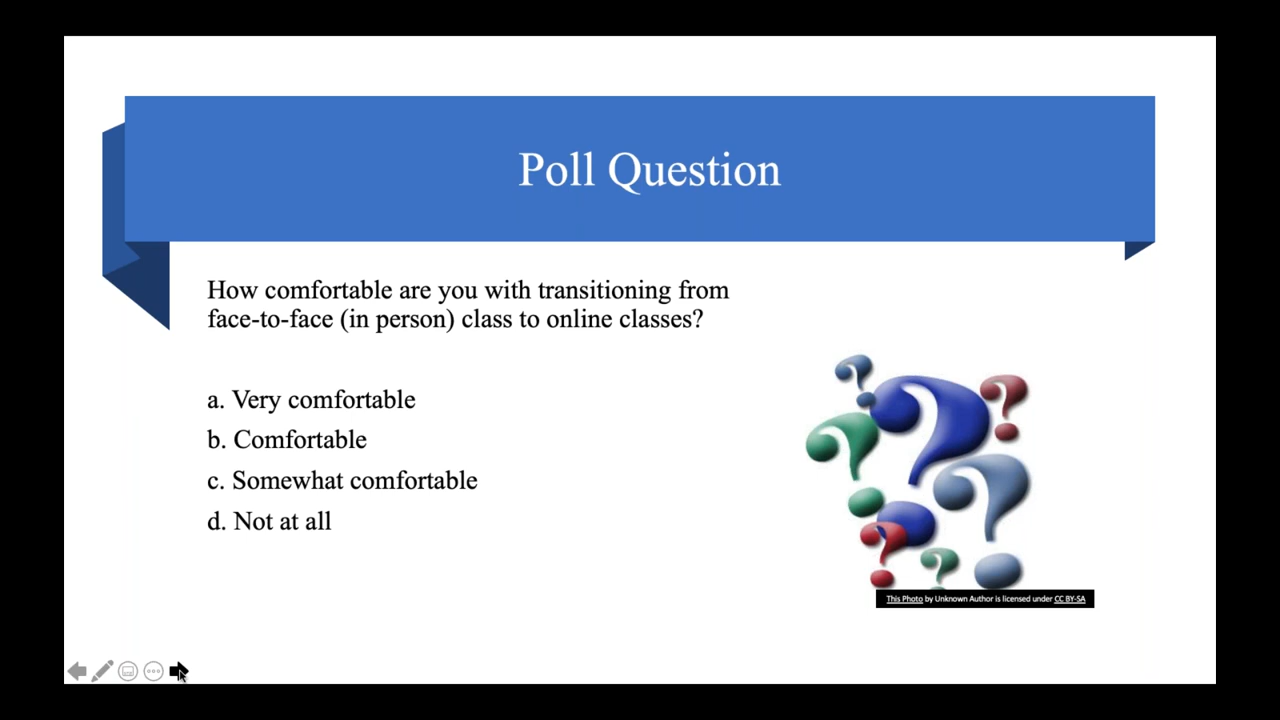 Poll Question
How comfortable are you with transitioning from
face-to-face (in person) class to online classes?
a. Very comfortable
b. Comfortable
c. Somewhat comfortable
d. Not at all
This Photo by Unknown Author is licensed under CC BY-SA